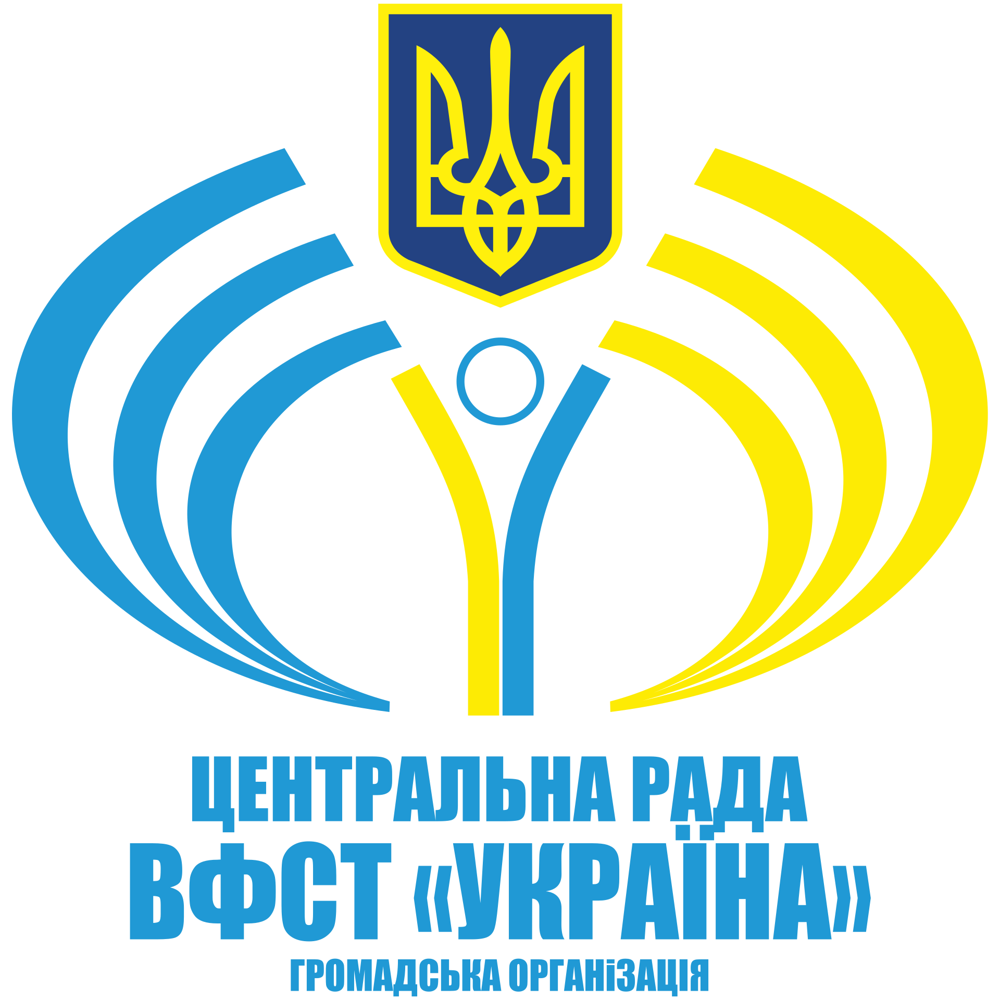 ЦЕНТРАЛЬНА РАДА
ВФСТ «УКРАЇНА»
ГРОМАДСЬКА ОРГАНіЗАЦІЯ